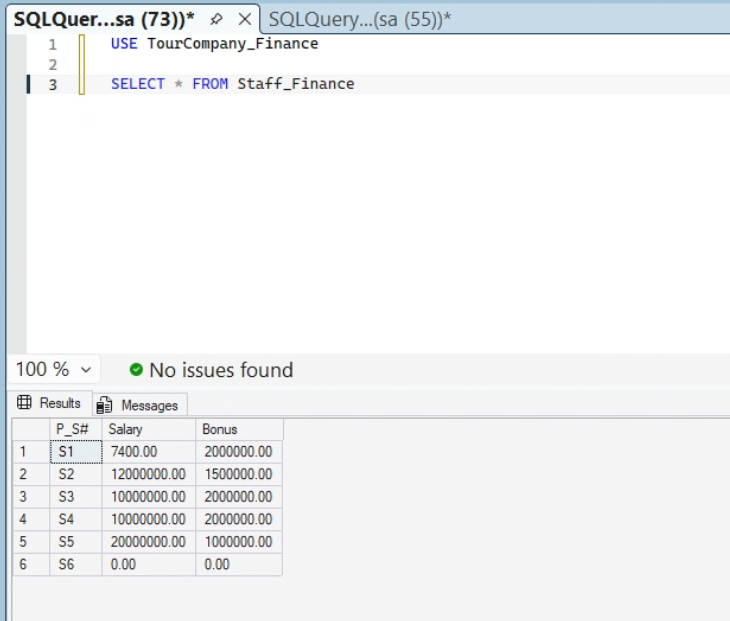 SQLQuer...sa (73))* SQLQuery...(sa (55))*
1 USE TourCompany_Finance
2
3 SELECT * FROM Staff_Finance
100 % No issues found
Results Messages
P_S# Salary Bonus
1 S1 7400.00 2000000.00
2 S2 12000000.00 1500000.00
3 S3 10000000.00 2000000.00
4 S4 10000000.00 2000000.00
5 S5 20000000.00 1000000.00
6 S6 0.00 0.00